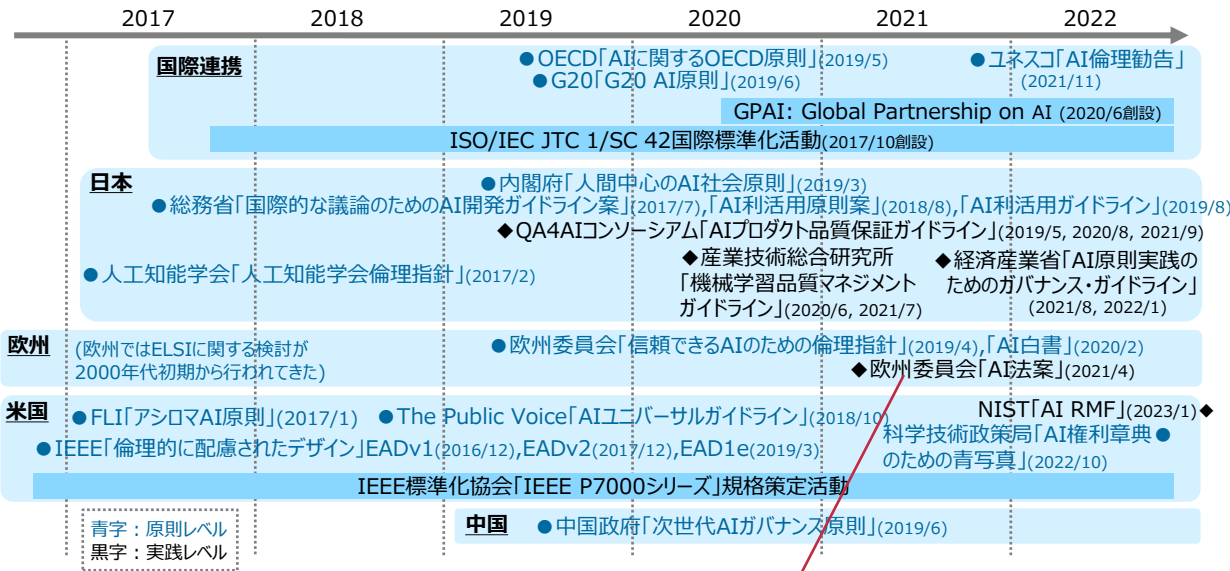 2017 2018 2019 2020 2021 2022
国際連携
●OECD「AIに関するOECD原則」(2019/5)
●ユネスコ「AI倫理勧告」
(2021/11)
●G20「G20 AI原則」(2019/6)
GPAI: Global Partnership on AI (2020/6創設)
ISO/IEC JTC 1/SC 42国際標準化活動(2017/10創設)
日本
●内閣府「人間中心のAI社会原則」(2019/3)
●総務省「国際的な議論のためのAI開発ガイドライン案」(2017/7),「AI利活用原則案」(2018/8),「AI利活用ガイドライン」(2019/8)
◆QA4AIコンソーシアム「AIプロダクト品質保証ガイドライン」(2019/5, 2020/8, 2021/9)
●人工知能学会「人工知能学会倫理指針」(2017/2)
◆産業技術総合研究所
「機械学習品質マネジメント
ガイドライン」(2020/6, 2021/7)
◆経済産業省「AI原則実践の
ためのガバナンス・ガイドライン」
(2021/8, 2022/1)
欧州
(欧州ではELSIに関する検討が
2000年代初期から行われてきた)
●欧州委員会「信頼できるAIのための倫理指針」(2019/4),「AI白書」(2020/2)
◆欧州委員会「AI法案」(2021/4)
米国
●FLI「アシロマAI原則」(2017/1)
●The Public Voice「AIユニバーサルガイドライン」(2018/10)
NIST「AI RMF」(2023/1)◆
●IEEE「倫理的に配慮されたデザイン」EADv1(2016/12),EADv2(2017/12),EAD1e(2019/3)
科学技術政策局「AI権利章典●
のための青写真」(2022/10)
IEEE標準化協会「IEEE P7000シリーズ」規格策定活動
中国
●中国政府「次世代AIガバナンス原則」(2019/6)
青字：原則レベル
黒字：実践レベル